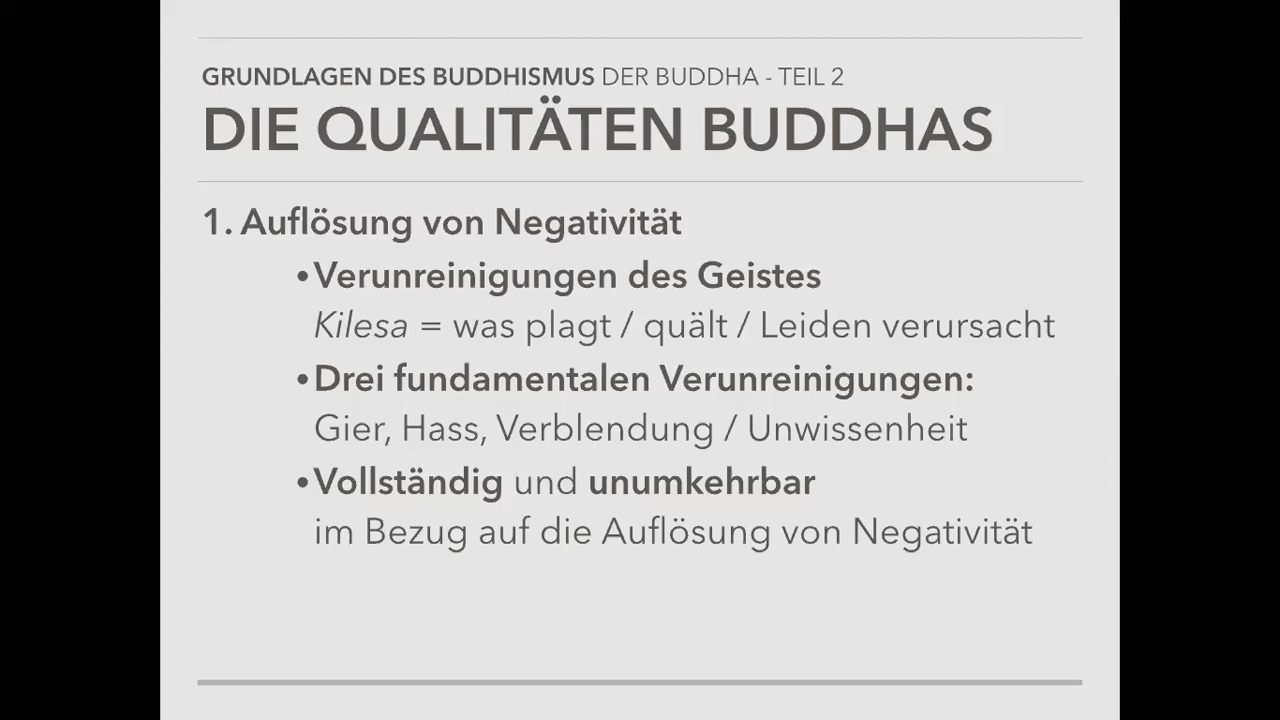 GRUNDLAGEN DES BUDDHISMUS DER BUDDHA - TEIL 2
DIE QUALITÄTEN BUDDHAS
1. Auflösung von Negativität
•Verunreinigungen des Geistes
Kilesa = was plagt / quält / Leiden verursacht
•Drei fundamentalen Verunreinigungen:
Gier, Hass, Verblendung / Unwissenheit
•Vollständig und unumkehrbar
im Bezug auf die Auflösung von Negativität